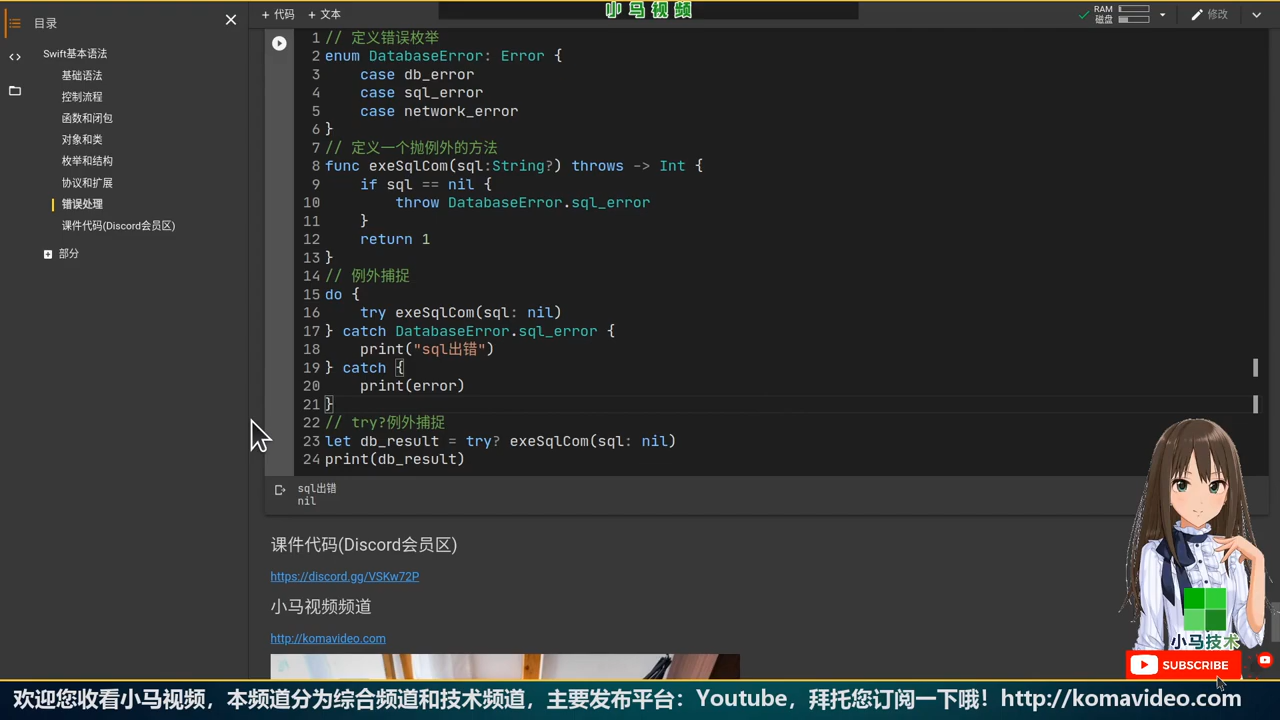 小马视频
目录
Swift基本语法
基础语法
控制流程
函数和闭包
对象和类
枚举和结构
协议和扩展
错误处理
课件代码(Discord会员区)
部分
+ 代码 + 文本
RAM
磁盘
修改
1 // 定义错误枚举
2 enum DatabaseError: Error {
3 case db_error
4 case sql_error
5 case network_error
6 }
7 // 定义一个抛例外的方法
8 func exeSqlCom(sql:String?) throws -> Int {
9 if sql == nil {
10 throw DatabaseError.sql_error
11 }
12 return 1
13 }
14 // 例外捕捉
15 do {
16 try exeSqlCom(sql: nil)
17 } catch DatabaseError.sql_error {
18 print("sql出错")
19 } catch {
20 print(error)
21 }
22 // try?例外捕捉
23 let db_result = try? exeSqlCom(sql: nil)
24 print(db_result)
sql出错
nil
课件代码(Discord会员区)
https://discord.gg/VSKw72P
小马视频频道
http://komavideo.com
小马技术
SUBSCRIBE
欢迎您收看小马视频，本频道分为综合频道和技术频道，主要发布平台：Youtube，拜托您订阅一下哦！http://komavideo.com